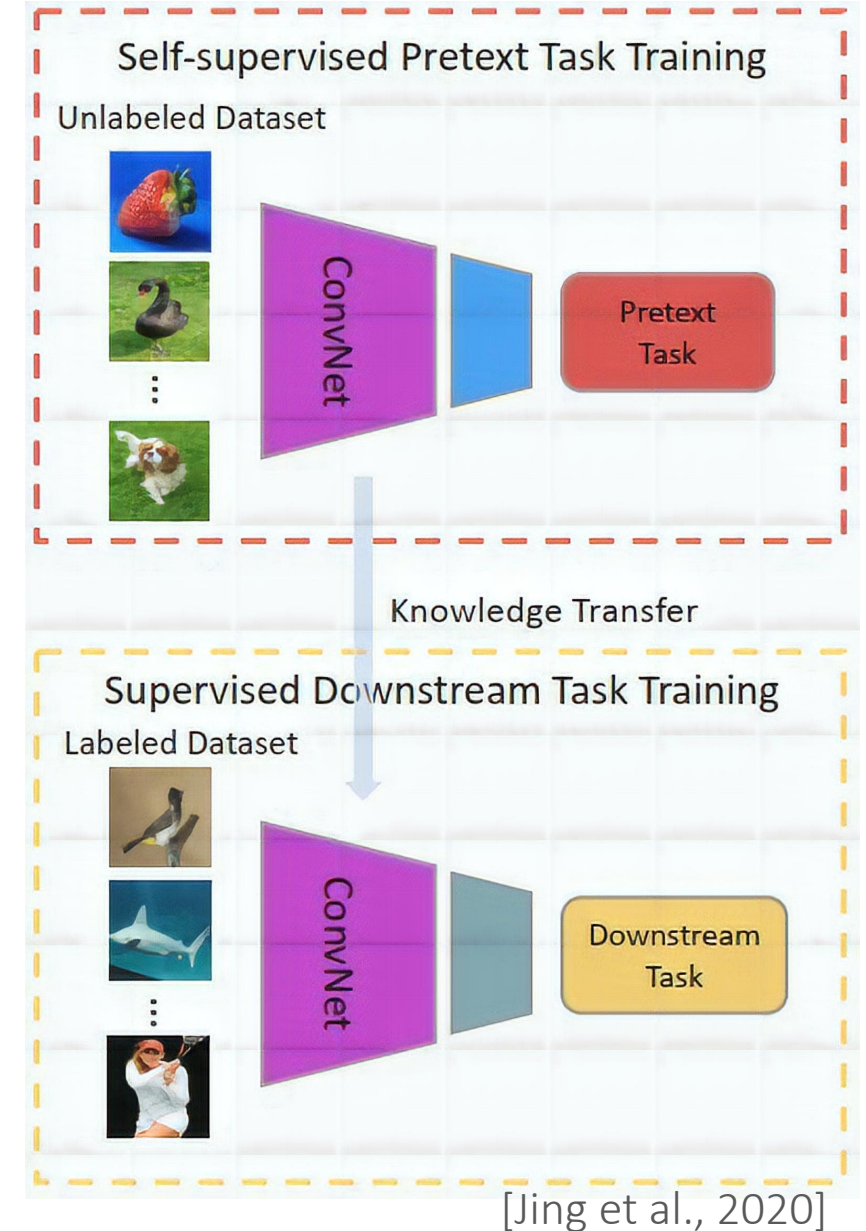 Self-supervised Pretext Task Training
Unlabeled Dataset
ConvNet
Pretext
Task
Knowledge Transfer
Supervised Downstream Task Training
Labeled Dataset
ConvNet
Downstream
Task
[Jing et al., 2020]